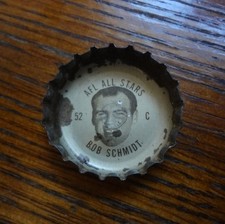 AFL ALL STARS
52 C
BOB SCHMIDT